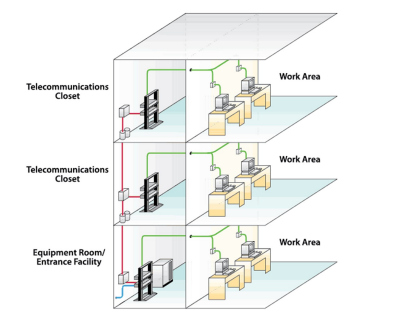 Telecommunications
Closet
Work Area
Telecommunications
Closet
Work Area
Equipment Room/
Entrance Facility
Work Area